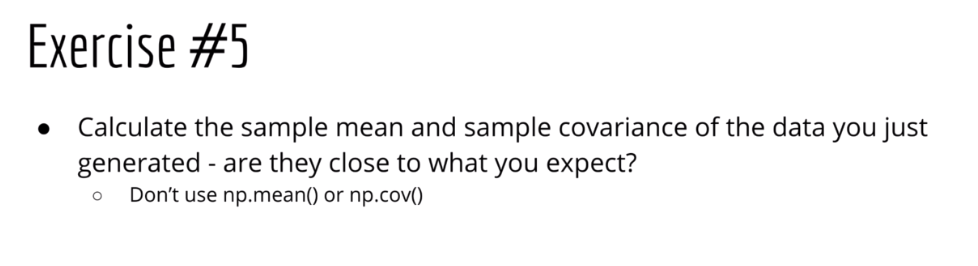 Exercise #5
● Calculate the sample mean and sample covariance of the data you just
generated - are they close to what you expect?
○ Don't use np.mean() or np.cov()